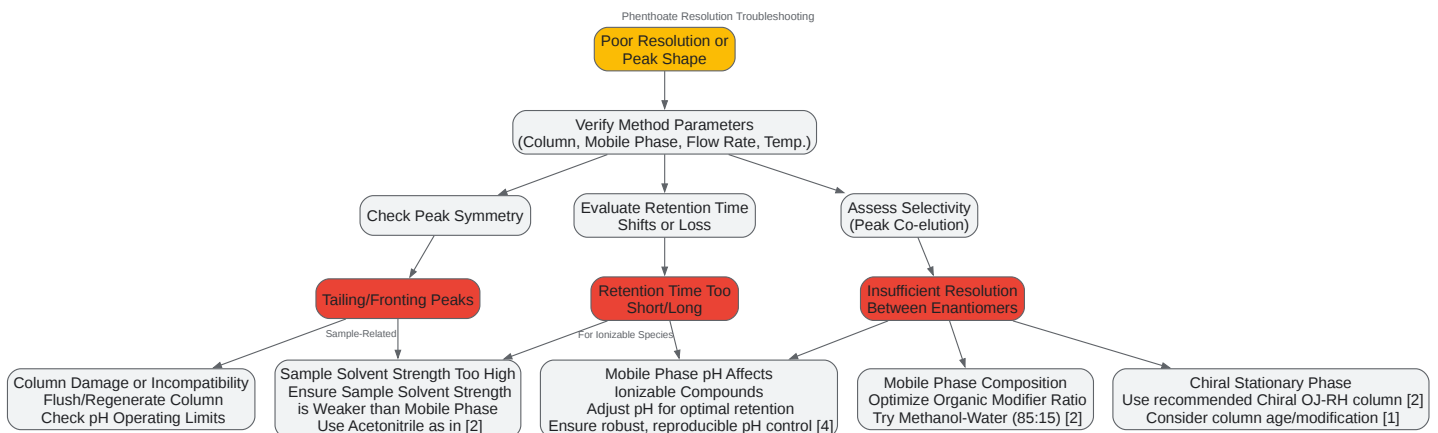 Phenthoate Resolution Troubleshooting
Poor Resolution or
Peak Shape
Verify Method Parameters
(Column, Mobile Phase, Flow Rate, Temp.)
Check Peak Symmetry
Evaluate Retention Time
Shifts or Loss
Assess Selectivity
(Peak Co-elution)
Tailing/Fronting Peaks
Retention Time Too
Short/Long
Insufficient Resolution
Between Enantiomers
Sample-Related
For Ionizable Species
Column Damage or Incompatibility
Flush/Regenerate Column
Check pH Operating Limits
Sample Solvent Strength Too High
Ensure Sample Solvent Strength
is Weaker than Mobile Phase
Use Acetonitrile as in [2]
Mobile Phase pH Affects
Ionizable Compounds
Adjust pH for optimal retention
Ensure robust, reproducible pH control [4]
Mobile Phase Composition
Optimize Organic Modifier Ratio
Try Methanol-Water (85:15) [2]
Chiral Stationary Phase
Use recommended Chiral OJ-RH column [2]
Consider column age/modification [1]